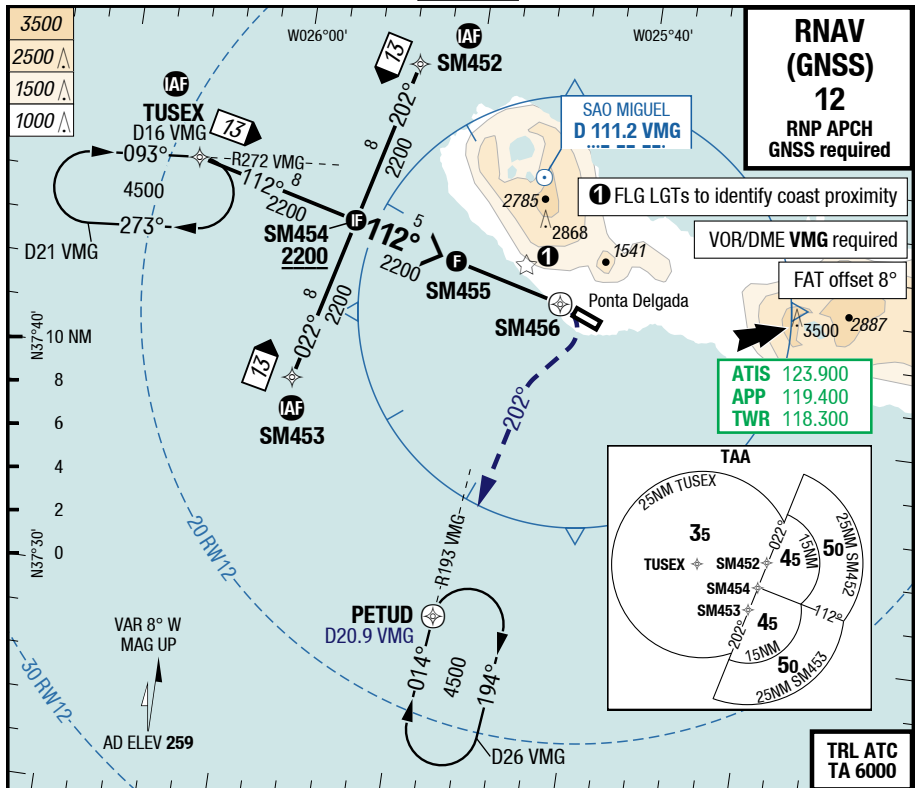 3500
2500
1500
1000
W026°00'
W025°40'
RNAV
(GNSS)
12
RNP APCH
GNSS required
IAF
SM452
13
202°
8
2200
IAF
TUSEX
D16 VMG
13
093°
R272 VMG
4500
273°
D21 VMG
112°
8
2200
SM454
IF
2200
112°
5
2200
F
SM455
SM456
8
2200
022°
13
IAF
SM453
SAO MIGUEL
D 111.2 VMG
2785
2868
1541
1
1 FLG LGTs to identify coast proximity
VOR/DME VMG required
FAT offset 8°
Ponta Delgada
3500
2887
ATIS 123.900
APP 119.400
TWR 118.300
N37°40'
10 NM
8
6
4
2
0
N37°30'
202°
20 RW12
30 RW12
R193 VMG
PETUD
D20.9 VMG
014°
4500
194°
D26 VMG
VAR 8° W
MAG UP
AD ELEV 259
TAA
25NM TUSEX
35
TUSEX
SM452
SM454
SM453
022°
15NM
45
50
25NM SM452
112°
202°
45
15NM
50
25NM SM453
TRL ATC
TA 6000